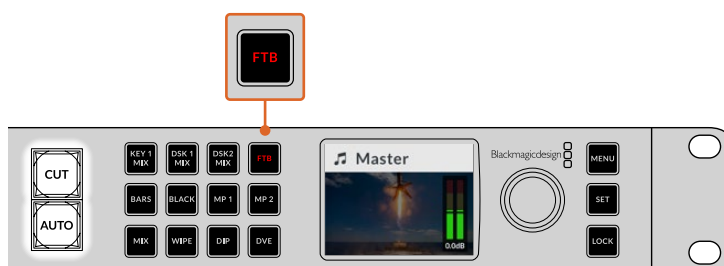 FTB
CUT
AUTO
KEY 1
MIX
DSK 1
MIX
DSK2
MIX
FTB
BARS
BLACK
MP 1
MP 2
MIX
WIPE
DIP
DVE
Master
0.0dB
Blackmagicdesign
MENU
SET
LOCK